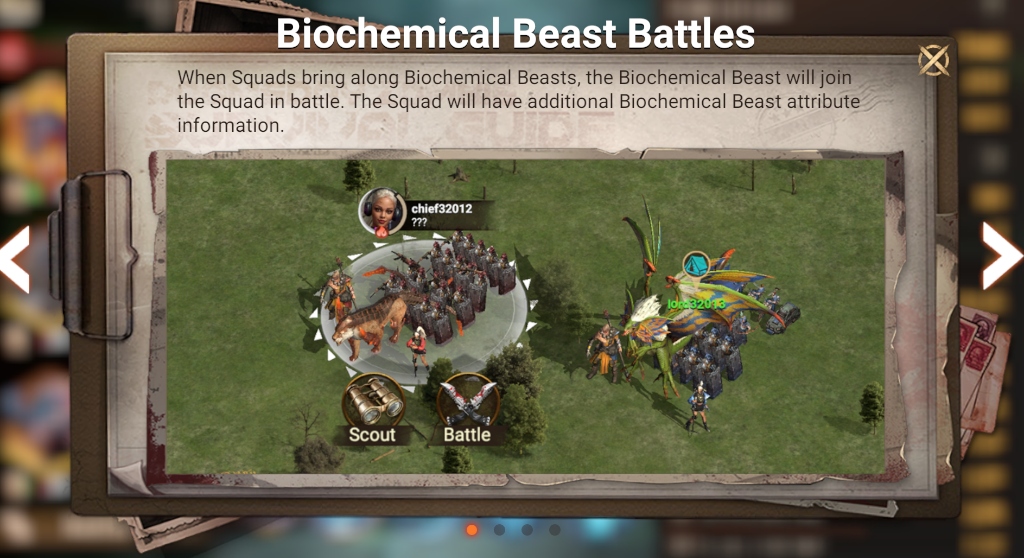 Biochemical Beast Battles
When Squads bring along Biochemical Beasts, the Biochemical Beast will join
the Squad in battle. The Squad will have additional Biochemical Beast attribute
information.
chief32012
???
Scout
Battle